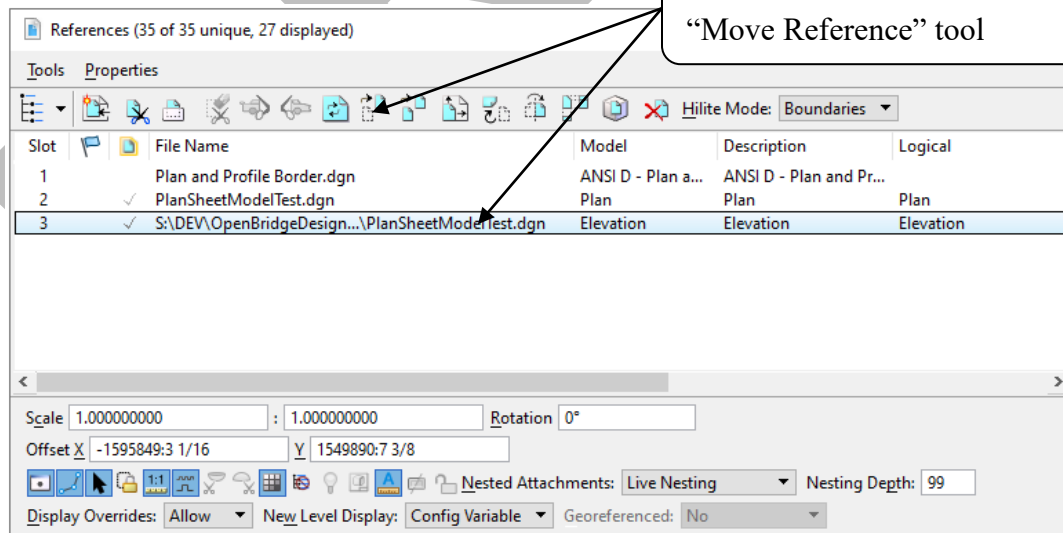 “Move Reference” tool
References (35 of 35 unique, 27 displayed)
Tools Properties
Hilite Mode: Boundaries
Slot File Name Model Description Logical
1 Plan and Profile Border.dgn ANSI D - Plan a... ANSI D - Plan and Pr...
2 PlanSheetModelTest.dgn Plan Plan Plan
3 S:\DEV\OpenBridgeDesign...\PlanSheetModelTest.dgn Elevation Elevation Elevation
Scale 1.000000000 : 1.000000000 Rotation 0°
Offset X -1595849:3 1/16 Y 1549890:7 3/8
1:1 A Nested Attachments: Live Nesting Nesting Depth: 99
Display Overrides: Allow New Level Display: Config Variable Georeferenced: No